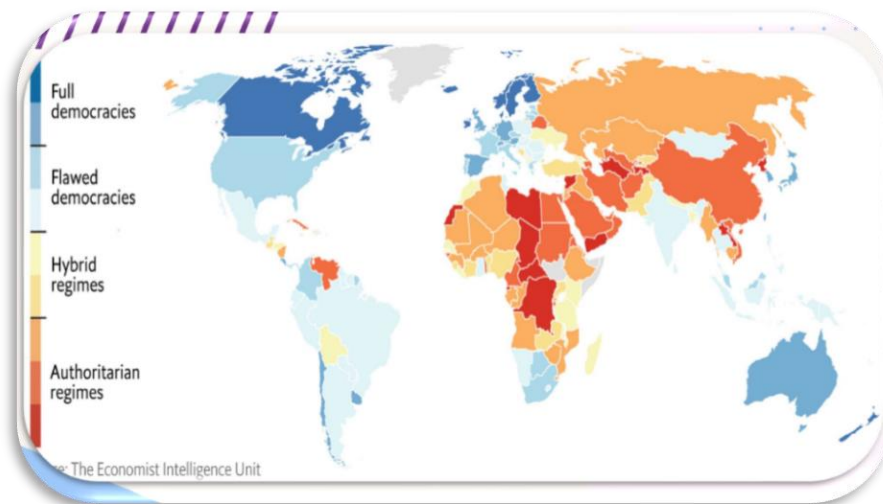 Full
democracies
Flawed
democracies
Hybrid
regimes
Authoritarian
regimes
The Economist Intelligence Unit